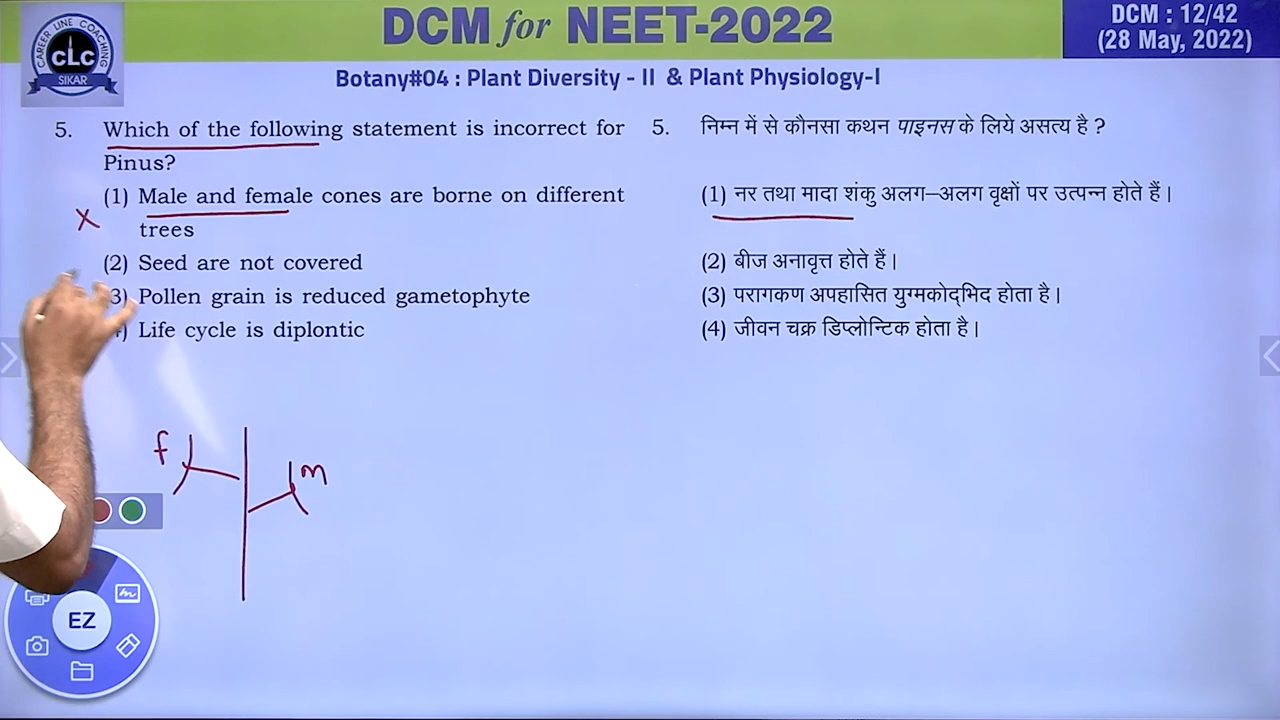 DCM for NEET-2022
DCM : 12/42
(28 May, 2022)
CAREER LINE COACHING
CLC
SIKAR
Botany#04 : Plant Diversity - II & Plant Physiology-I
5. Which of the following statement is incorrect for
Pinus?
(1) Male and female cones are borne on different
trees
(2) Seed are not covered
3) Pollen grain is reduced gametophyte
) Life cycle is diplontic
5. निम्न में से कौनसा कथन पाइनस के लिये असत्य है ?
(1) नर तथा मादा शंकु अलग–अलग वृक्षों पर उत्पन्न होते हैं।
(2) बीज अनावृत्त होते हैं।
(3) परागकण अपहासित युग्मकोद्भिद होता है।
(4) जीवन चक्र डिप्लोन्टिक होता है।
x
f
m
EZ